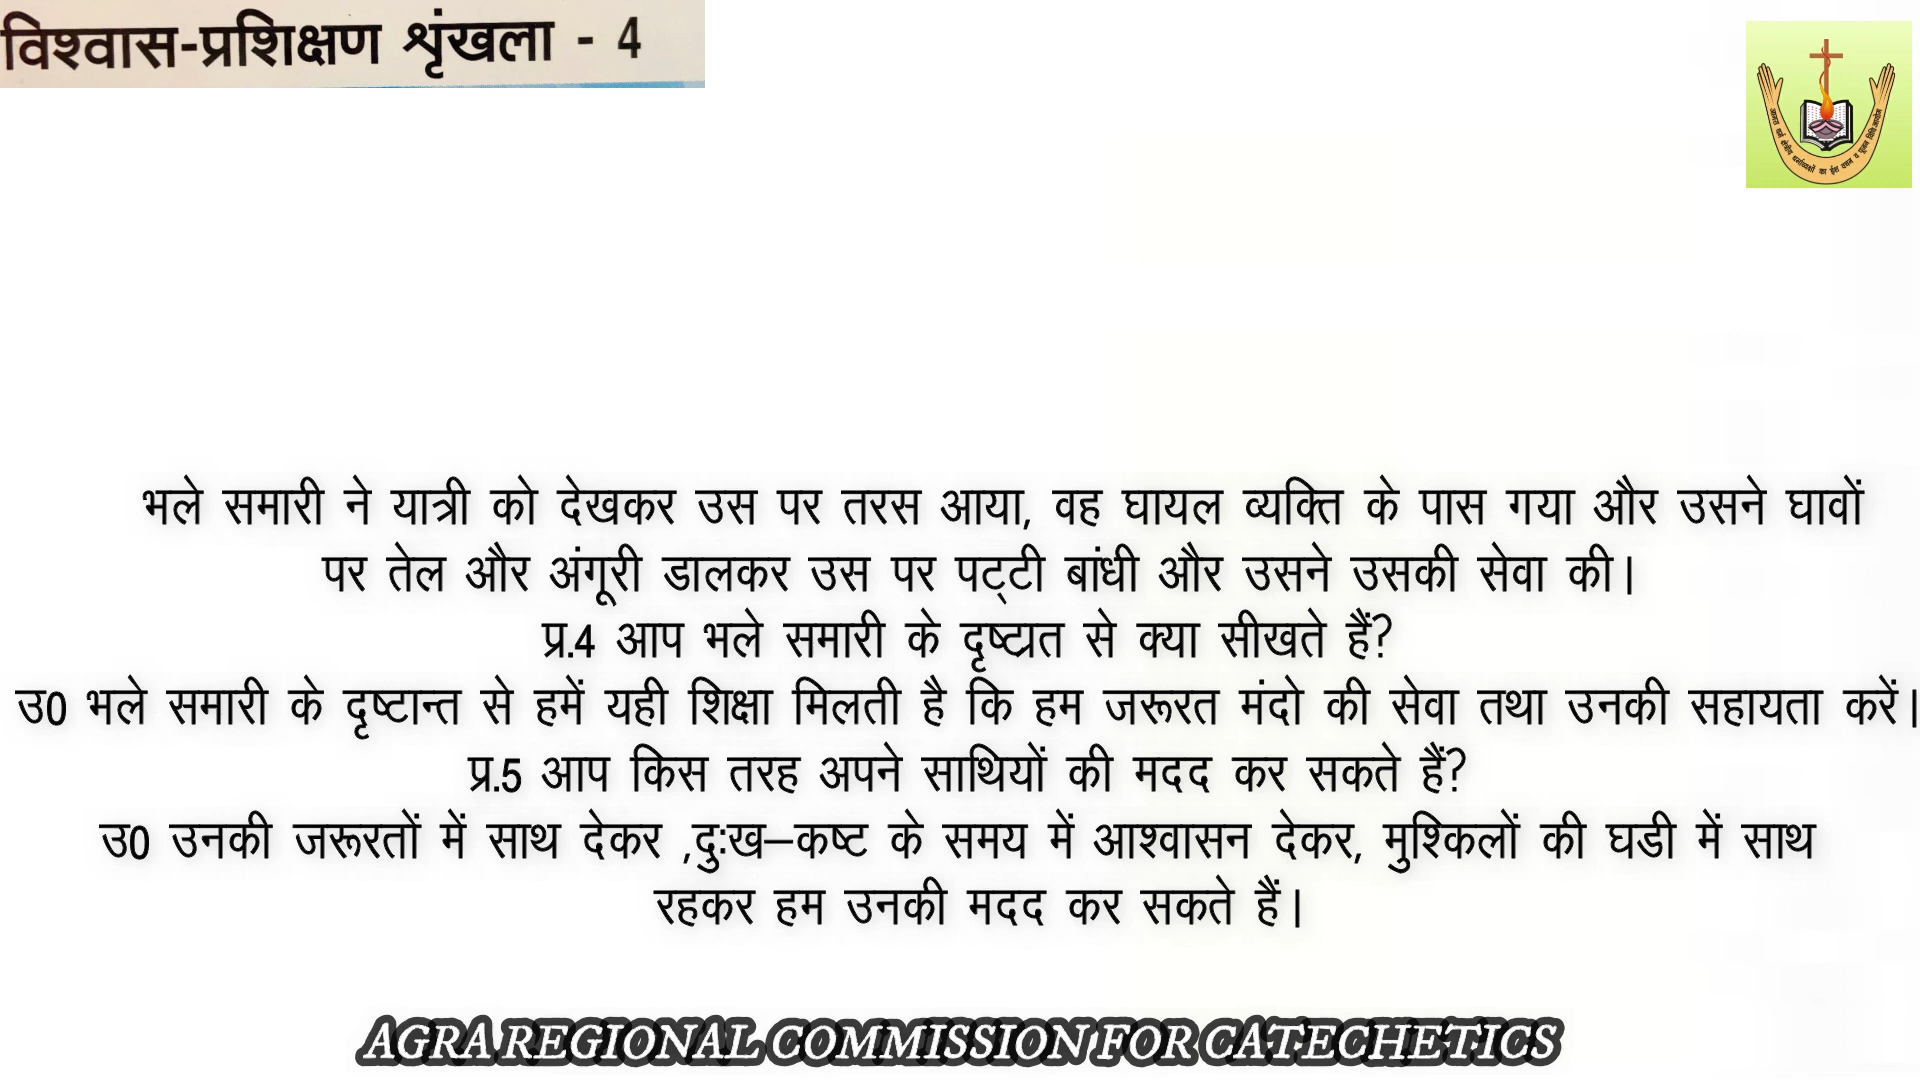 विश्वास-प्रशिक्षण श्रृंखला - 4
भले समारी ने यात्री को देखकर उस पर तरस आया, वह घायल व्यक्ति के पास गया और उसने घावों
पर तेल और अंगूरी डालकर उस पर पट्टी बांधी और उसने उसकी सेवा की।
प्र.4 आप भले समारी के दृष्टात से क्या सीखते हैं?
उ0 भले समारी के दृष्टान्त से हमें यही शिक्षा मिलती है कि हम जरूरत मंदो की सेवा तथा उनकी सहायता करें।
प्र.5 आप किस तरह अपने साथियों की मदद कर सकते हैं?
उ0 उनकी जरूरतों में साथ देकर ,दुःख–कष्ट के समय में आश्वासन देकर, मुश्किलों की घडी में साथ
रहकर हम उनकी मदद कर सकते हैं।
AGRA REGIONAL COMMISSION FOR CATECHETICS